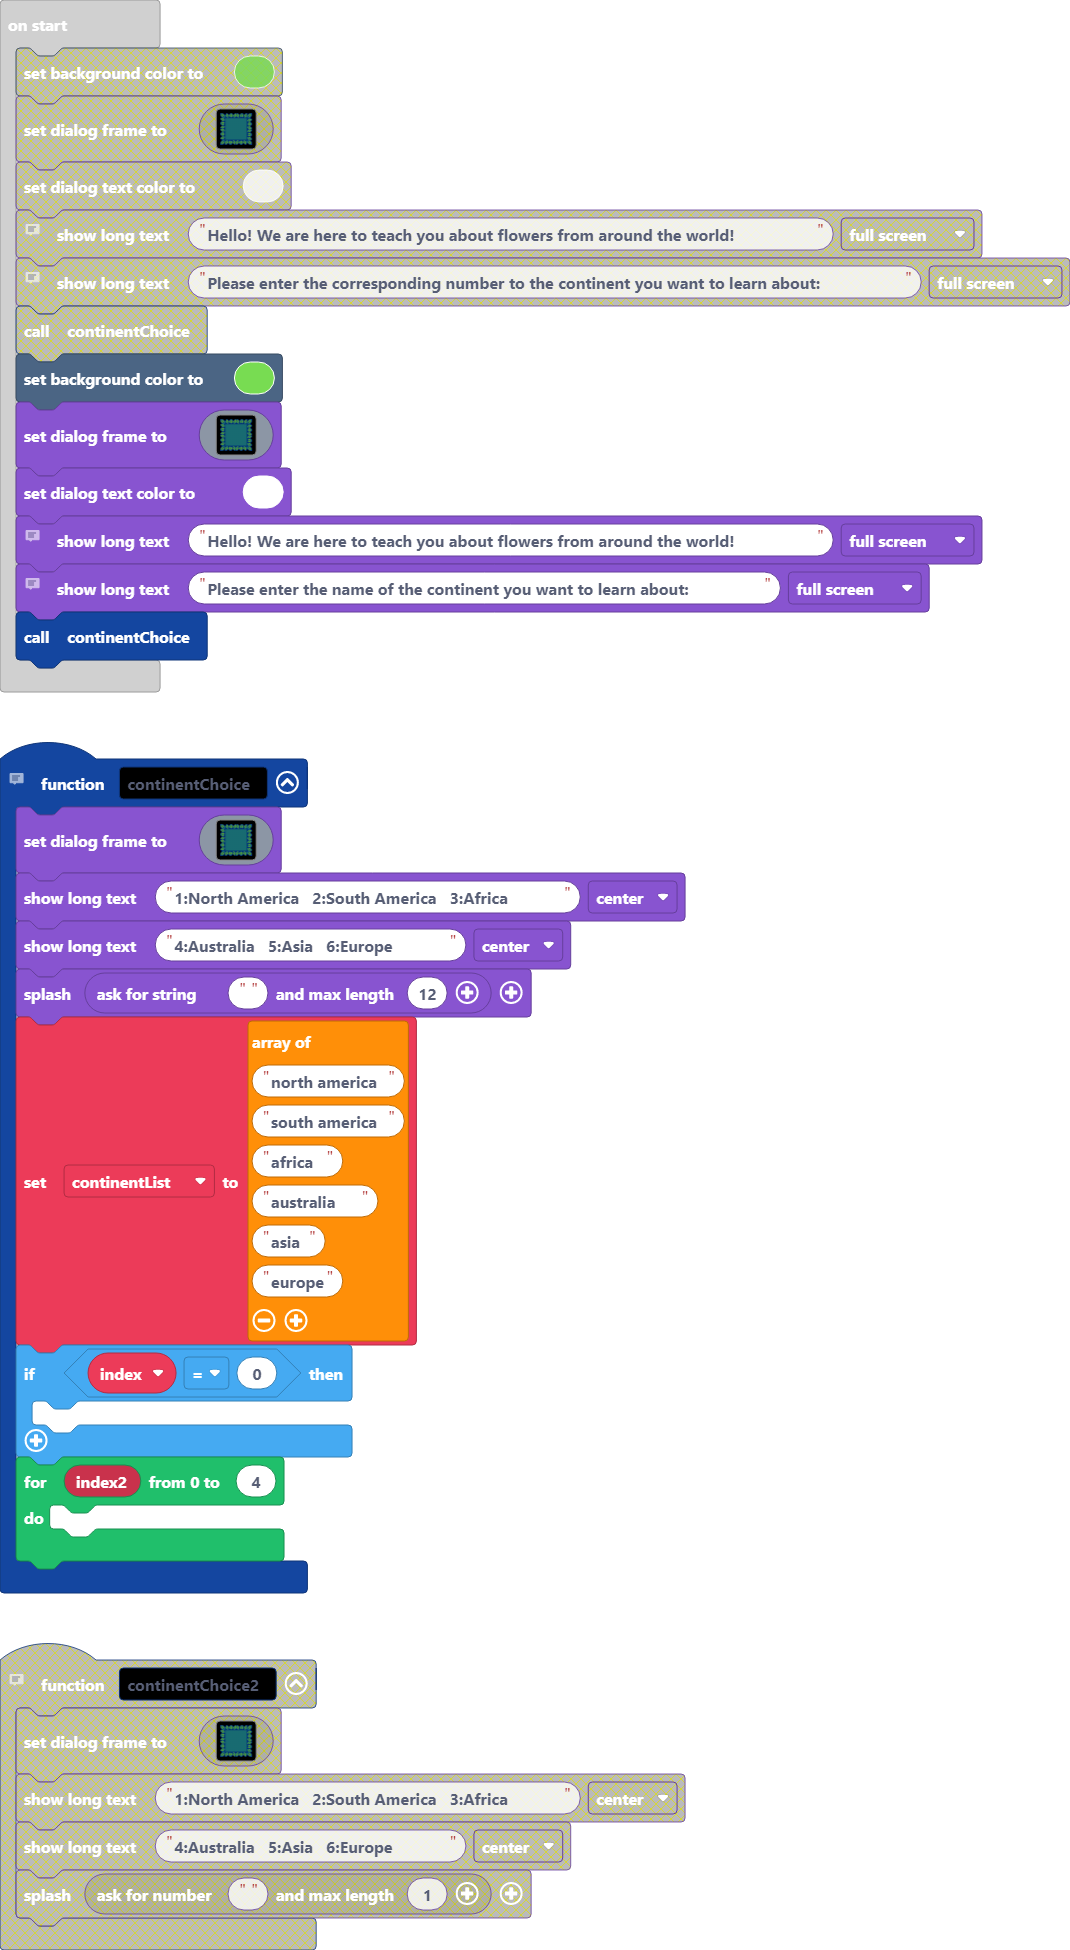 on start
set background color to
set dialog frame to
set dialog text color to
show long text "Hello! We are here to teach you about flowers from around the world!" full screen
show long text "Please enter the corresponding number to the continent you want to learn about:" full screen
call continentChoice
set background color to
set dialog frame to
set dialog text color to
show long text "Hello! We are here to teach you about flowers from around the world!" full screen
show long text "Please enter the name of the continent you want to learn about:" full screen
call continentChoice
function continentChoice
set dialog frame to
show long text "1:North America 2:South America 3:Africa" center
show long text "4:Australia 5:Asia 6:Europe" center
splash ask for string " " and max length 12
set continentList to array of
"north america"
"south america"
"africa"
"australia"
"asia"
"europe"
if index = 0 then
for index2 from 0 to 4
do
function continentChoice2
set dialog frame to
show long text "1:North America 2:South America 3:Africa" center
show long text "4:Australia 5:Asia 6:Europe" center
splash ask for number " " and max length 1